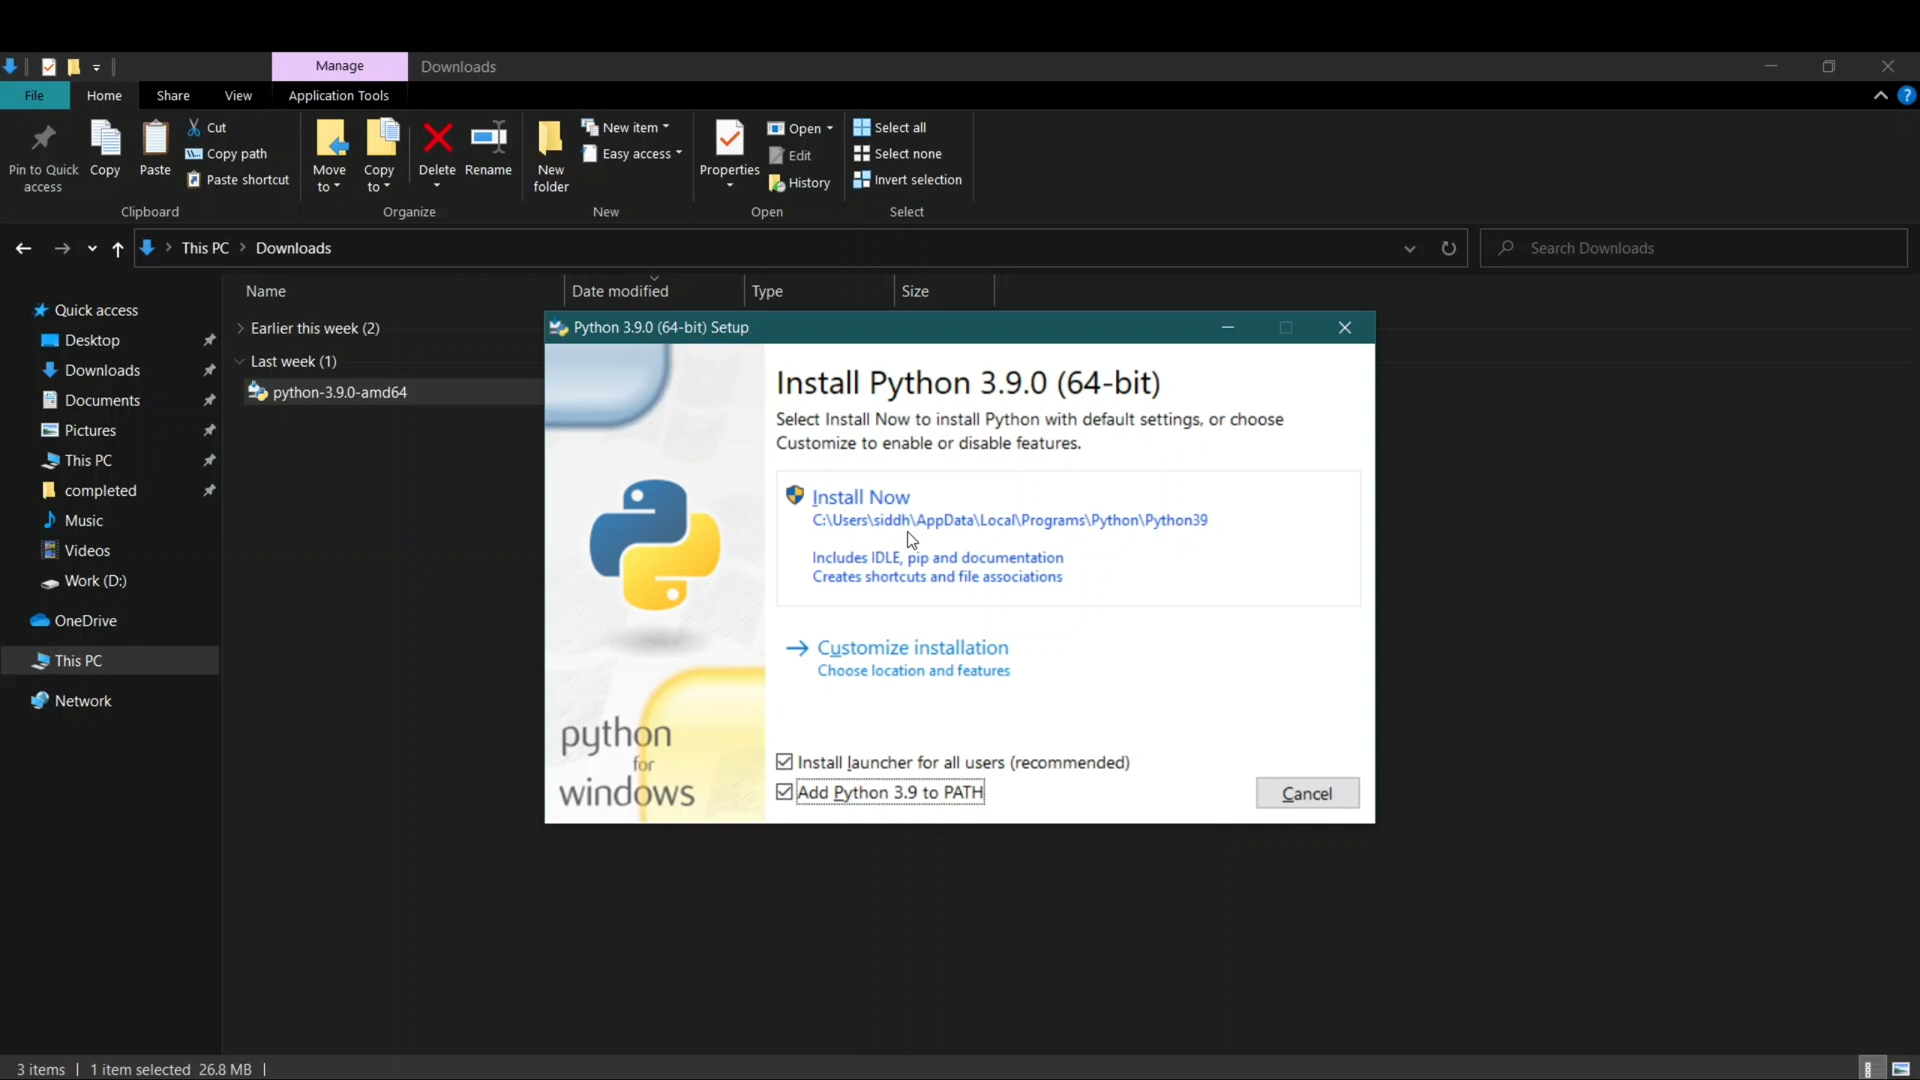 Manage Downloads
File Home Share View Application Tools
Pin to Quick access
Copy
Paste
Cut
Copy path
Paste shortcut
Clipboard
Move to
Copy to
Delete
Rename
Organize
New folder
New item
Easy access
New
Properties
Open
Edit
History
Open
Select all
Select none
Invert selection
Select
This PC > Downloads
Search Downloads
Name Date modified Type Size
Quick access
Desktop
Downloads
Documents
Pictures
This PC
completed
Music
Videos
Work (D:)
OneDrive
This PC
Network
Earlier this week (2)
Last week (1)
python-3.9.0-amd64
Python 3.9.0 (64-bit) Setup
Install Python 3.9.0 (64-bit)
Select Install Now to install Python with default settings, or choose
Customize to enable or disable features.
Install Now
C:\Users\siddh\AppData\Local\Programs\Python\Python39
Includes IDLE, pip and documentation
Creates shortcuts and file associations
Customize installation
Choose location and features
python
for
windows
Install launcher for all users (recommended)
Add Python 3.9 to PATH
Cancel
3 items | 1 item selected 26.8 MB |